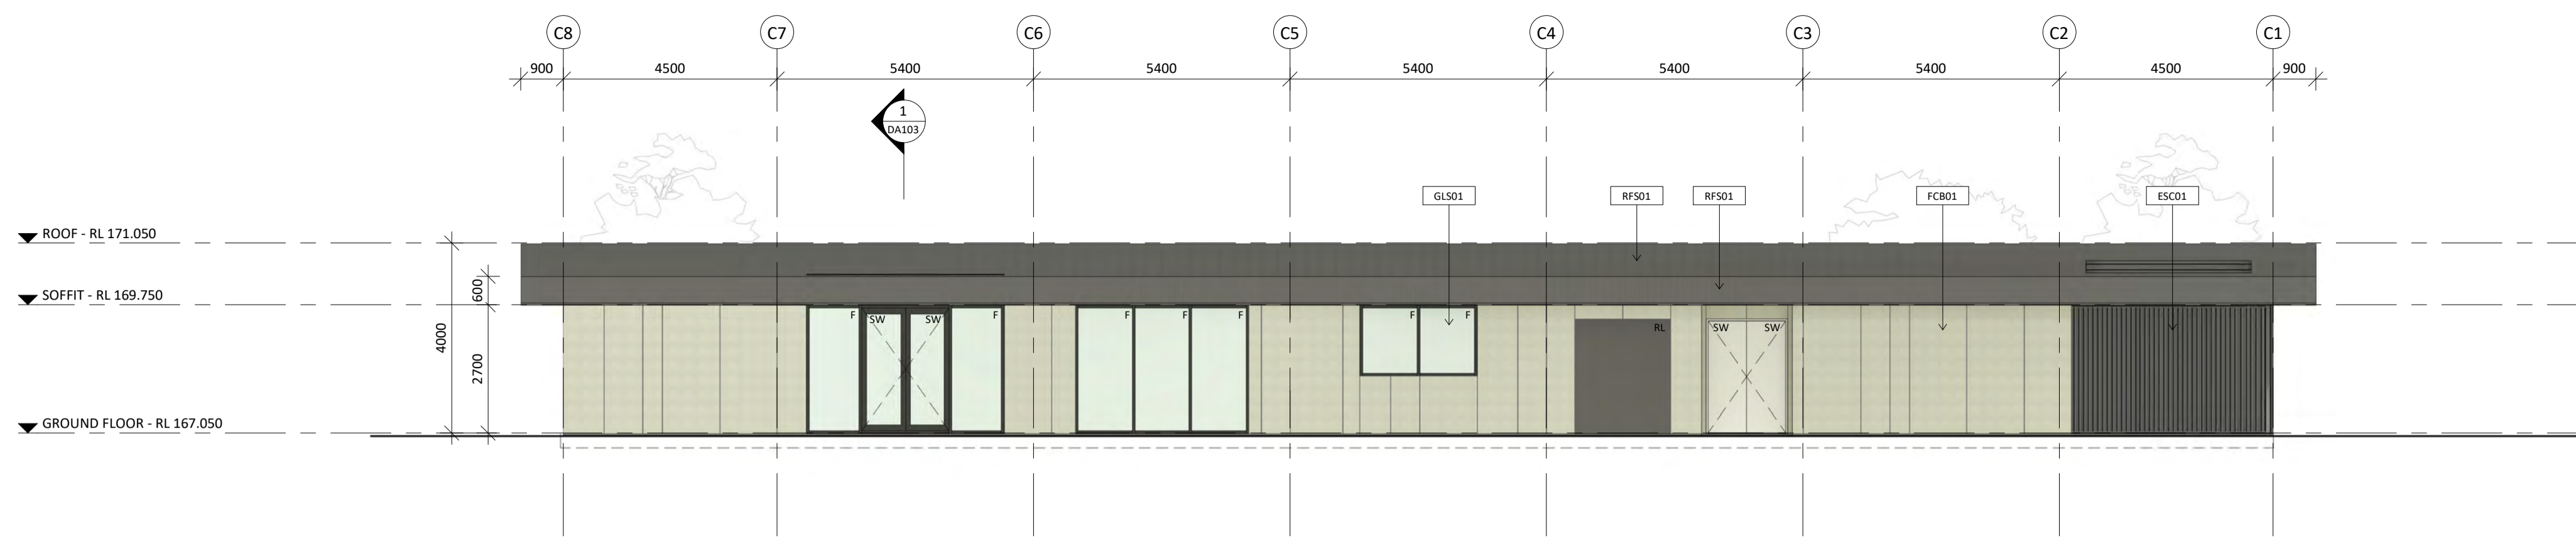 C8 C7 C6 C5 C4 C3 C2 C1
900 4500 5400 5400 5400 5400 5400 4500 900
1
DA103
GLS01 RFS01 RFS01 FCB01 ESC01
ROOF - RL 171.050
SOFFIT - RL 169.750
GROUND FLOOR - RL 167.050
4000
600
2700
F SW SW F F F F F F RL SW SW